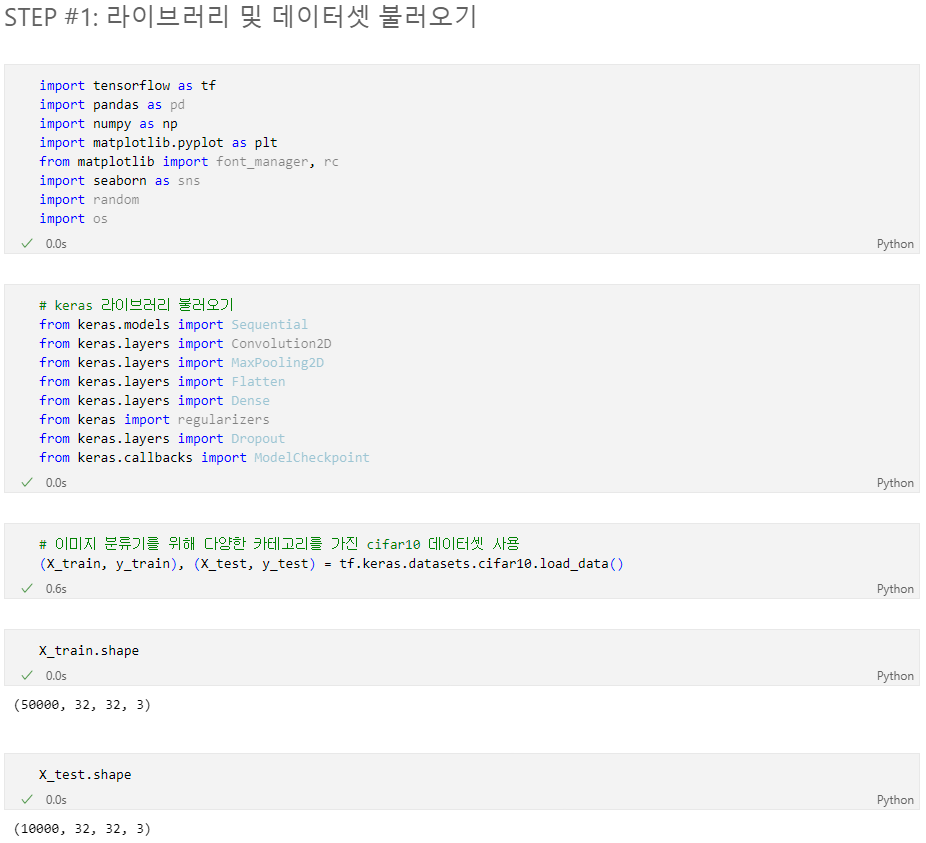 STEP #1: 라이브러리 및 데이터셋 불러오기
import tensorflow as tf
import pandas as pd
import numpy as np
import matplotlib.pyplot as plt
from matplotlib import font_manager, rc
import seaborn as sns
import random
import os
0.0s
Python
# keras 라이브러리 불러오기
from keras.models import Sequential
from keras.layers import Convolution2D
from keras.layers import MaxPooling2D
from keras.layers import Flatten
from keras.layers import Dense
from keras import regularizers
from keras.layers import Dropout
from keras.callbacks import ModelCheckpoint
0.0s
Python
# 이미지 분류기를 위해 다양한 카테고리를 가진 cifar10 데이터셋 사용
(X_train, y_train), (X_test, y_test) = tf.keras.datasets.cifar10.load_data()
0.6s
Python
X_train.shape
0.0s
Python
(50000, 32, 32, 3)
X_test.shape
0.0s
Python
(10000, 32, 32, 3)